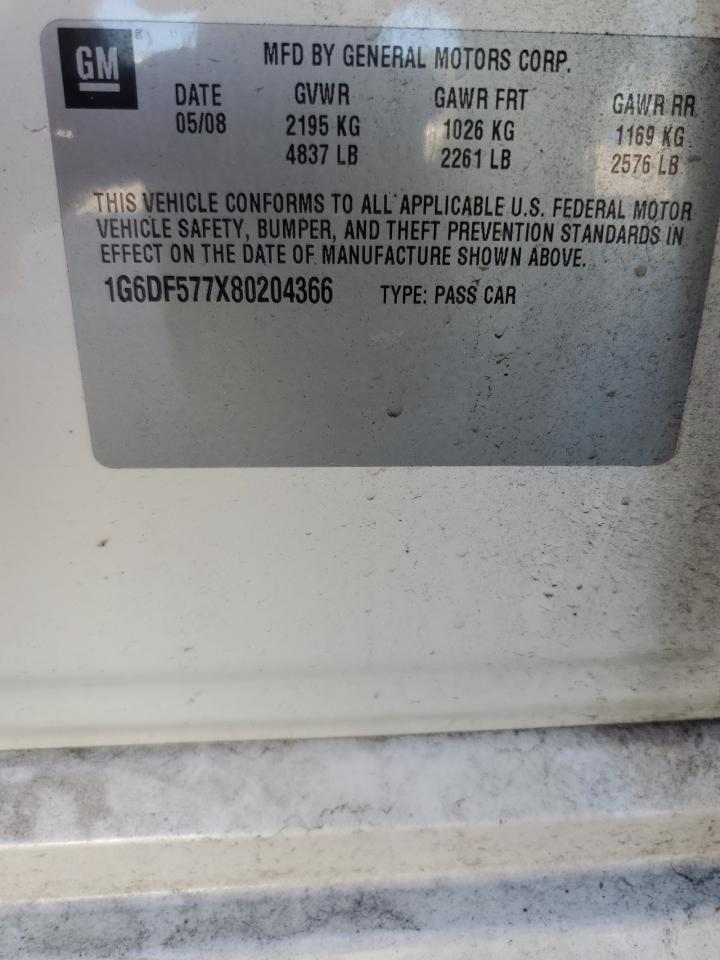 GM ® MFD BY GENERAL MOTORS CORP.
DATE GVWR GAWR FRT GAWR RR
05/08 2195 KG 1026 KG 1169 KG
4837 LB 2261 LB 2576 LB
THIS VEHICLE CONFORMS TO ALL APPLICABLE U.S. FEDERAL MOTOR
VEHICLE SAFETY, BUMPER, AND THEFT PREVENTION STANDARDS IN
EFFECT ON THE DATE OF MANUFACTURE SHOWN ABOVE.
1G6DF577X80204366 TYPE: PASS CAR